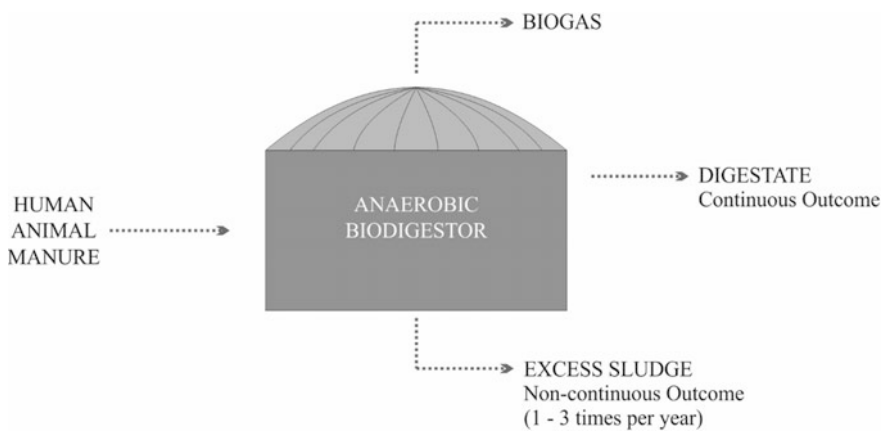 BIOGAS
HUMAN
ANIMAL
MANURE
ANAEROBIC
BIODIGESTOR
DIGESTATE
Continuous Outcome
EXCESS SLUDGE
Non-continuous Outcome
(1 - 3 times per year)